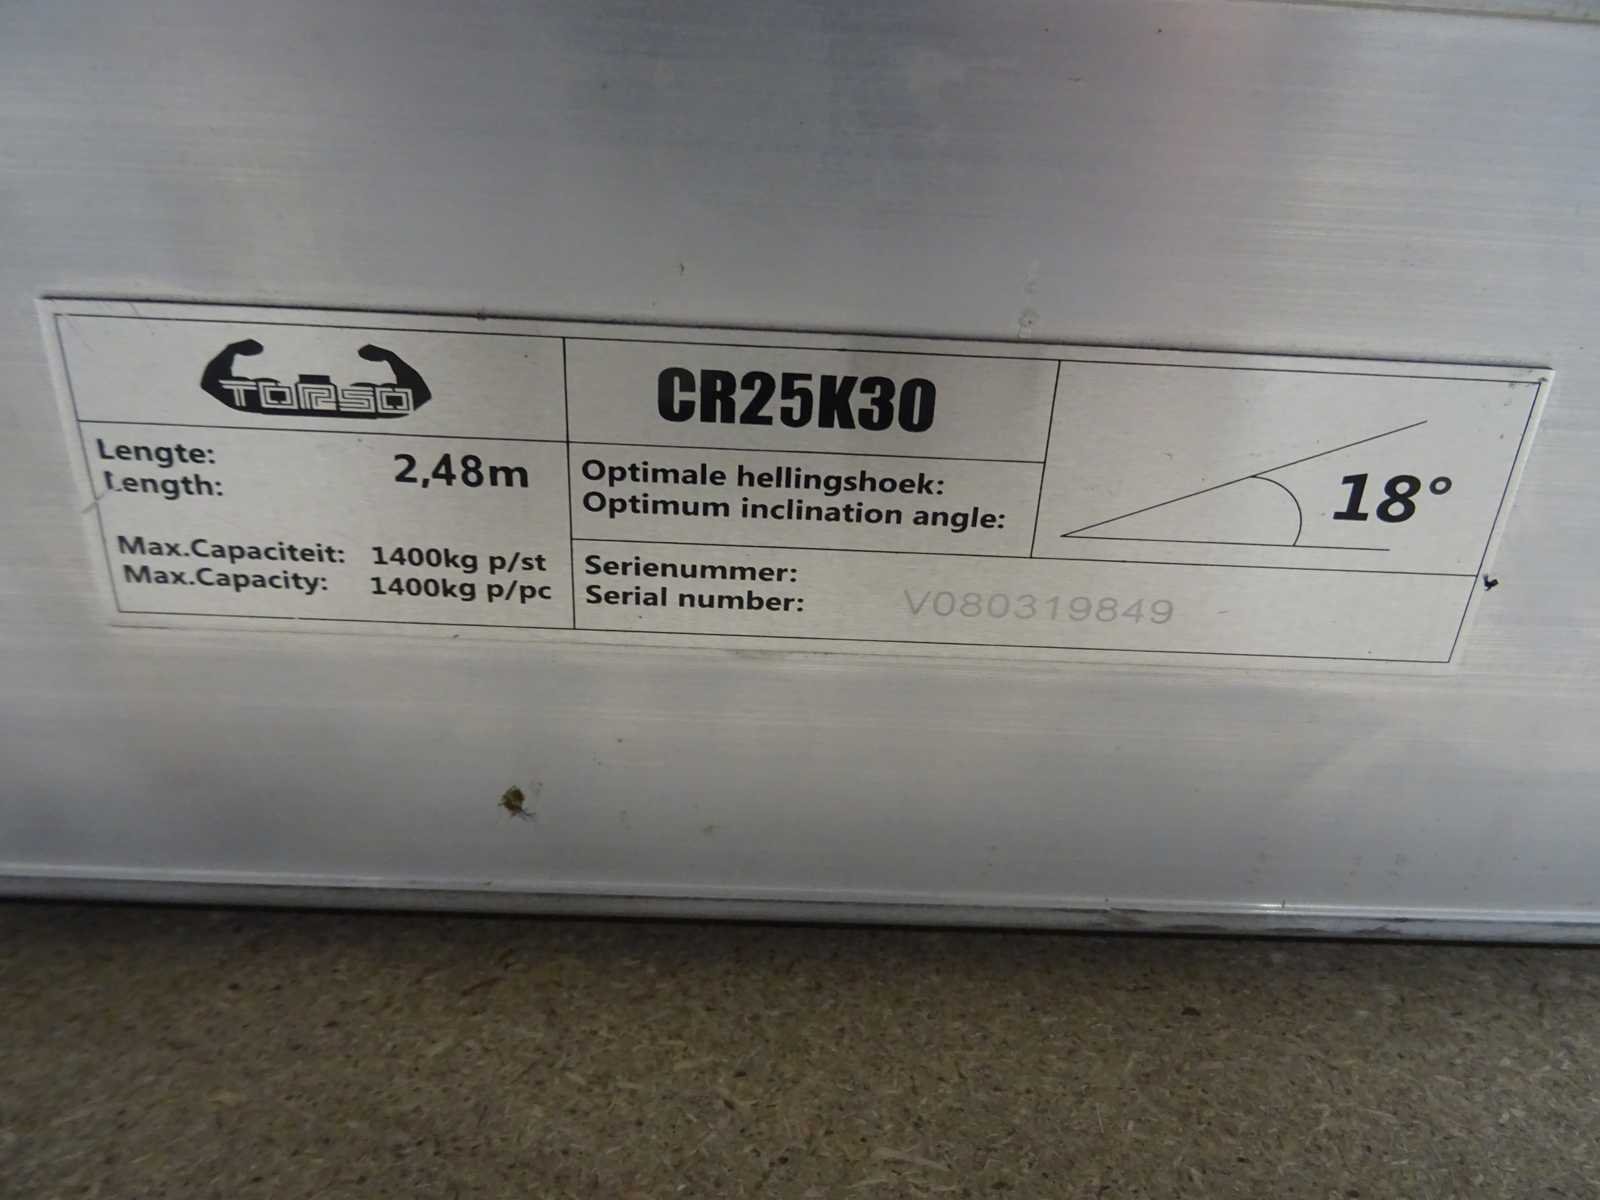 TORSO
CR25K30
Lengte:
Length:
2,48m
Max.Capaciteit: 1400kg p/st
Max.Capacity: 1400kg p/pc
Optimale hellingshoek:
Optimum inclination angle:
18°
Serienummer:
Serial number: V080319849